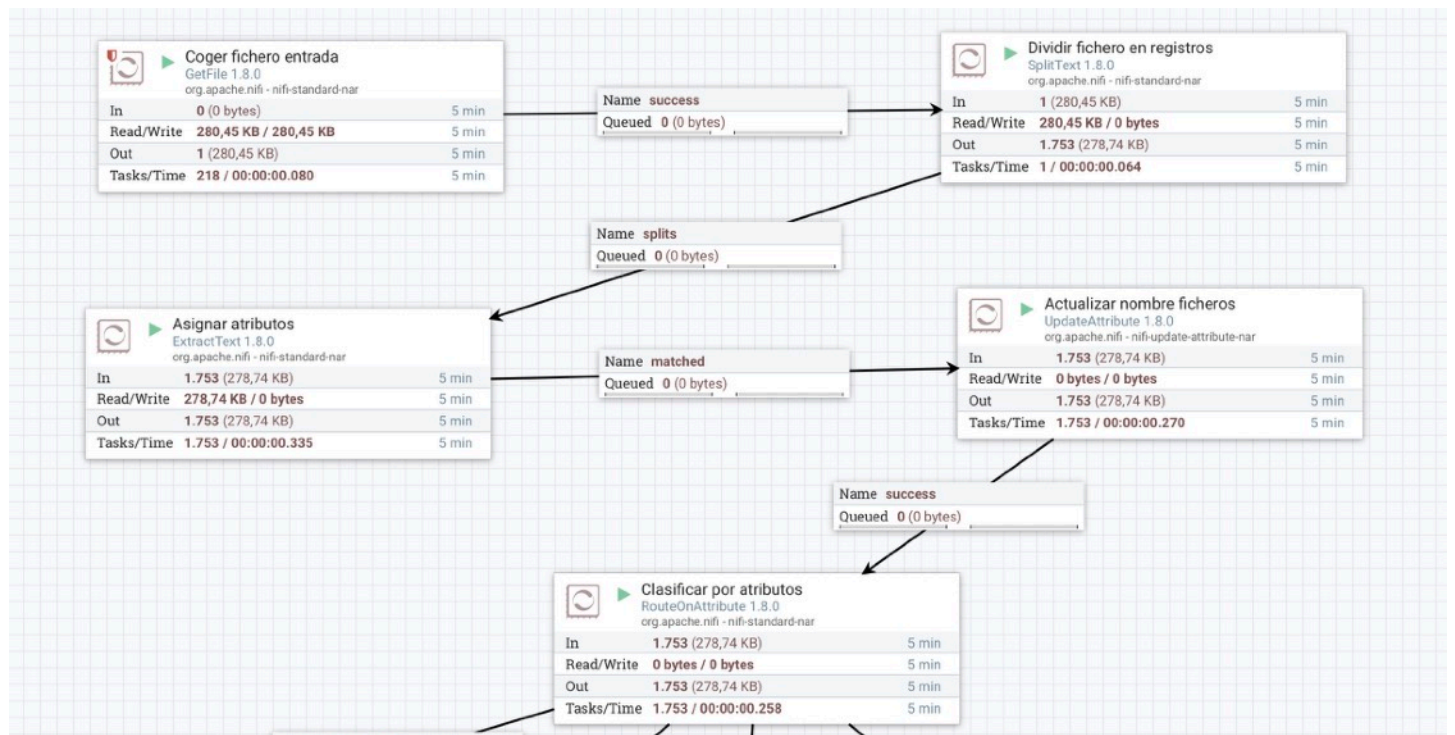 Coger fichero entrada
GetFile 1.8.0
org.apache.nifi - nifi-standard-nar
In 0 (0 bytes) 5 min
Read/Write 280,45 KB / 280,45 KB 5 min
Out 1 (280,45 KB) 5 min
Tasks/Time 218 / 00:00:00.080 5 min
Name success
Queued 0 (0 bytes)
Dividir fichero en registros
SplitText 1.8.0
org.apache.nifi - nifi-standard-nar
In 1 (280,45 KB) 5 min
Read/Write 280,45 KB / 0 bytes 5 min
Out 1.753 (278,74 KB) 5 min
Tasks/Time 1 / 00:00:00.064 5 min
Name splits
Queued 0 (0 bytes)
Asignar atributos
ExtractText 1.8.0
org.apache.nifi - nifi-standard-nar
In 1.753 (278,74 KB) 5 min
Read/Write 278,74 KB / 0 bytes 5 min
Out 1.753 (278,74 KB) 5 min
Tasks/Time 1.753 / 00:00:00.335 5 min
Name matched
Queued 0 (0 bytes)
Actualizar nombre ficheros
UpdateAttribute 1.8.0
org.apache.nifi - nifi-update-attribute-nar
In 1.753 (278,74 KB) 5 min
Read/Write 0 bytes / 0 bytes 5 min
Out 1.753 (278,74 KB) 5 min
Tasks/Time 1.753 / 00:00:00.270 5 min
Name success
Queued 0 (0 bytes)
Clasificar por atributos
RouteOnAttribute 1.8.0
org.apache.nifi - nifi-standard-nar
In 1.753 (278,74 KB) 5 min
Read/Write 0 bytes / 0 bytes 5 min
Out 1.753 (278,74 KB) 5 min
Tasks/Time 1.753 / 00:00:00.258 5 min